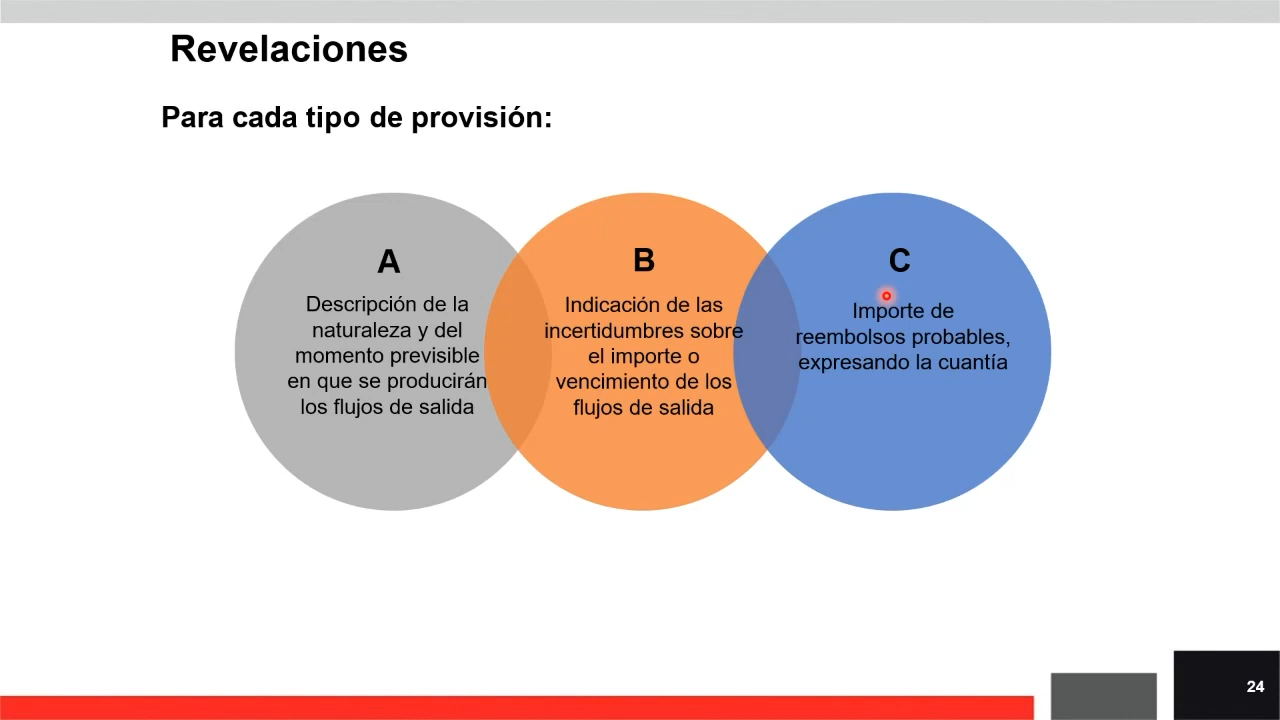 Revelaciones
Para cada tipo de provisión:
A
Descripción de la
naturaleza y del
momento previsible
en que se producirán
los flujos de salida
B
Indicación de las
incertidumbres sobre
el importe o
vencimiento de los
flujos de salida
C
Importe de
reembolsos probables,
expresando la cuantía
24